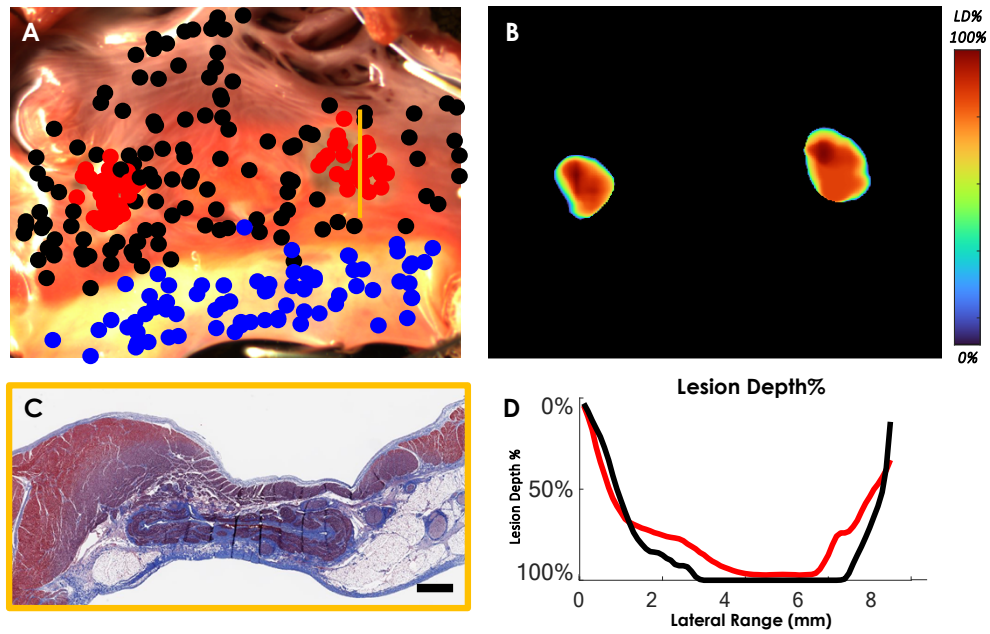 A
B
LD%
100%
0%
C
D
Lesion Depth%
0%
50%
100%
Lesion Depth %
0 2 4 6 8
Lateral Range (mm)